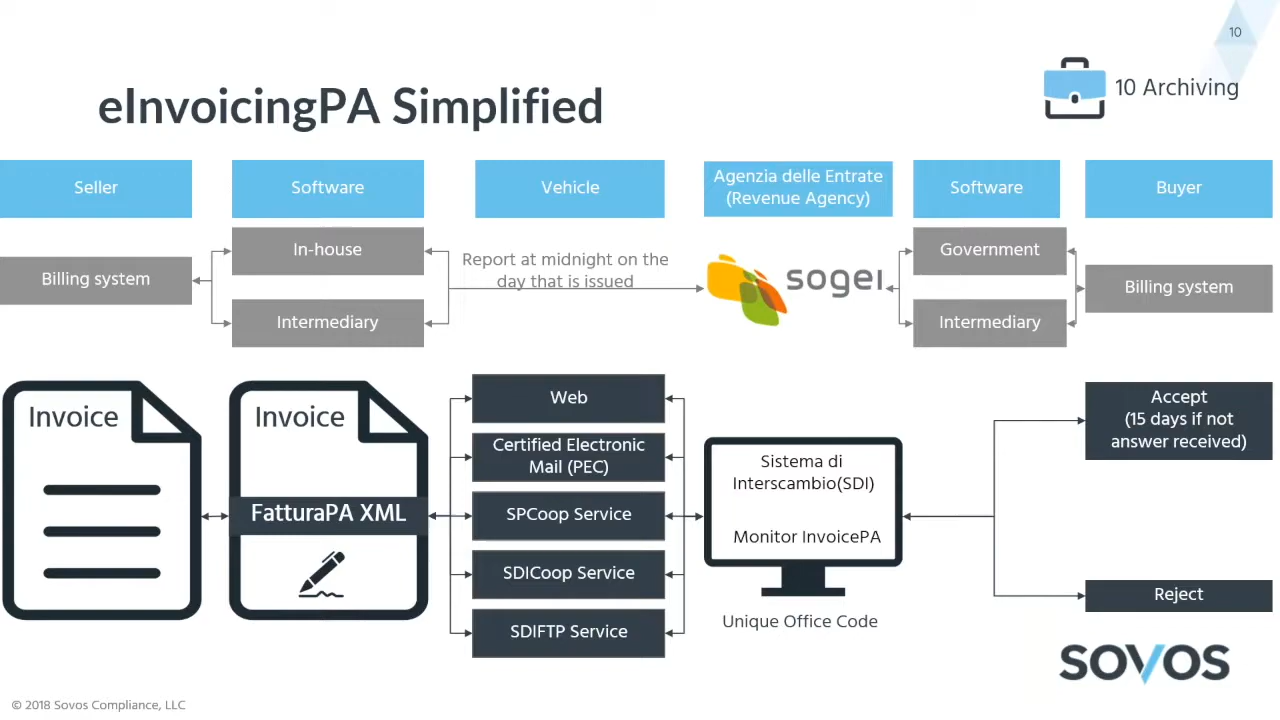 10
10 Archiving
eInvoicingPA Simplified
Seller
Software
Vehicle
Agenzia delle Entrate
(Revenue Agency)
Software
Buyer
Billing system
In-house
Intermediary
Report at midnight on the
day that is issued
sogei
Government
Intermediary
Billing system
Invoice
Invoice
FatturaPA XML
Web
Certified Electronic
Mail (PEC)
SPCoop Service
SDICoop Service
SDIFTP Service
Sistema di
Interscambio(SDI)
Monitor InvoicePA
Unique Office Code
Accept
(15 days if not
answer received)
Reject
SOVOS
© 2018 Sovos Compliance, LLC